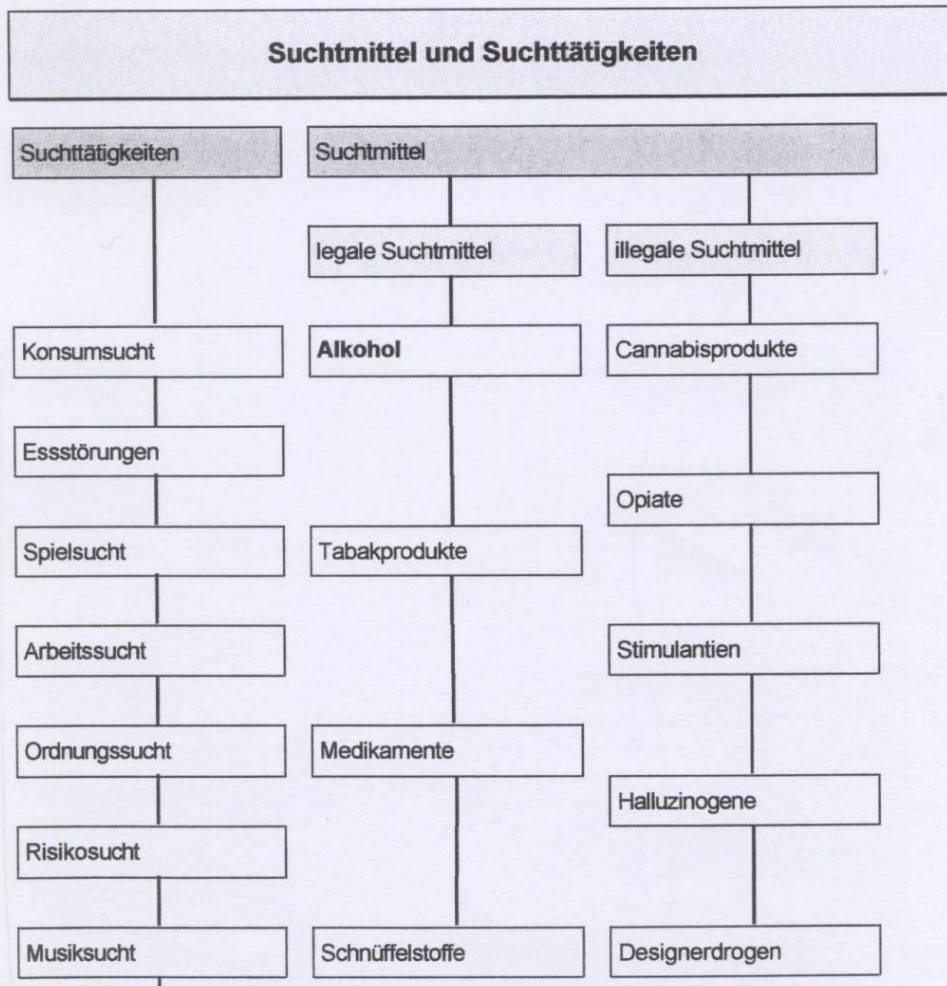 Suchtmittel und Suchttätigkeiten
Suchttätigkeiten
Suchtmittel
legale Suchtmittel
illegale Suchtmittel
Konsumsucht
Alkohol
Cannabisprodukte
Essstörungen
Opiate
Spielsucht
Tabakprodukte
Arbeitssucht
Stimulantien
Ordnungssucht
Medikamente
Halluzinogene
Risikosucht
Musiksucht
Schnüffelstoffe
Designerdrogen